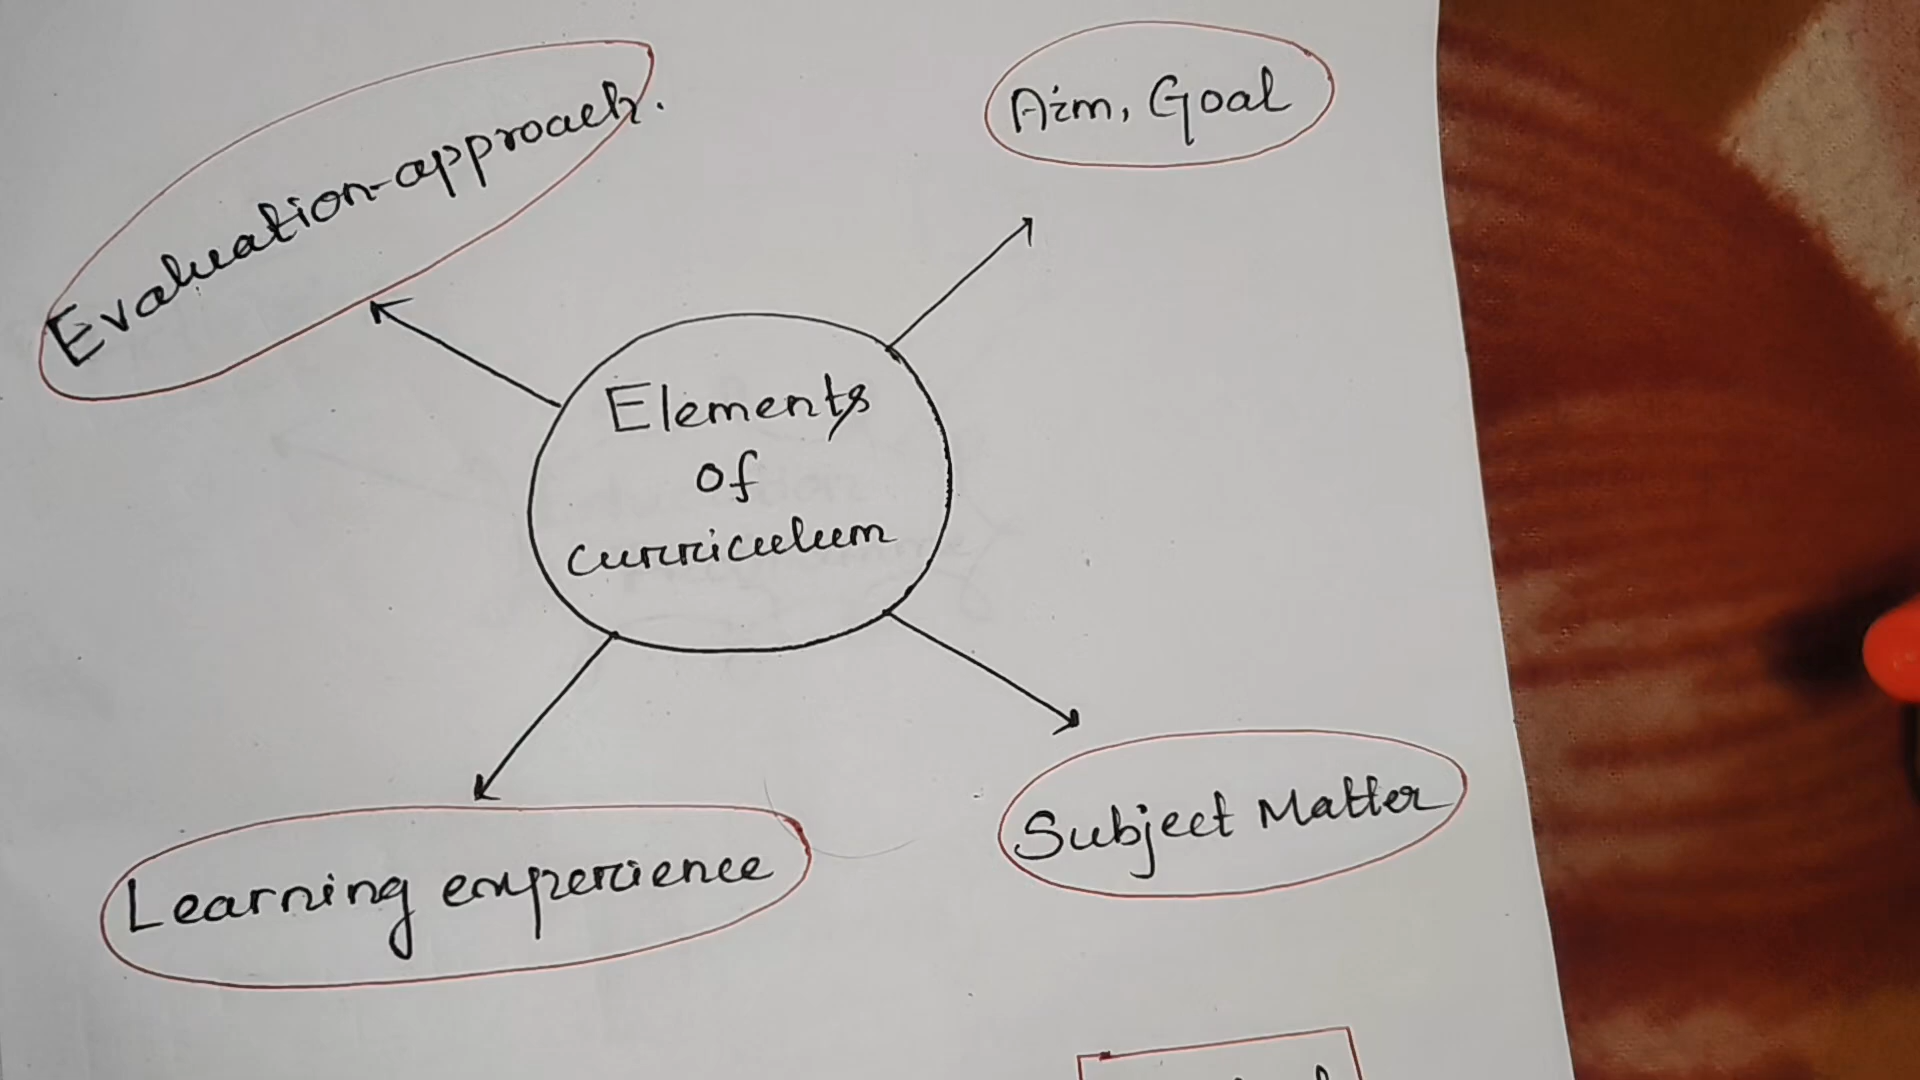 Evaluation-approach.
Aim, Goal
Elements
of
curriculum
Learning experience
Subject Matter